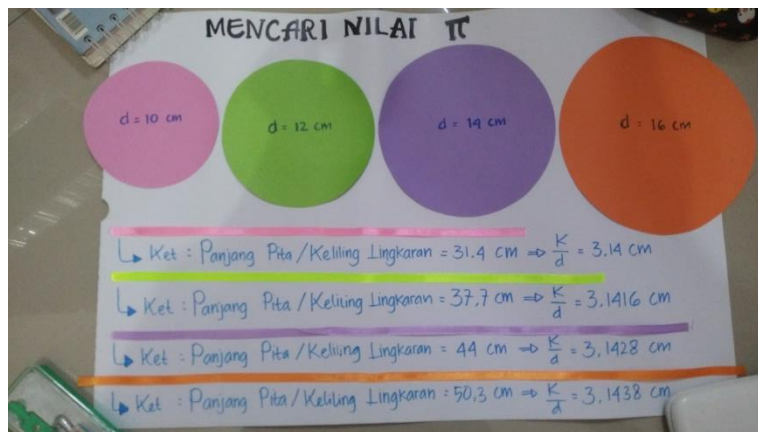 MENCARI NILAI π
d = 10 cm
d = 12 cm
d = 14 cm
d = 16 cm
↳ Ket : Panjang Pita / Keliling Lingkaran = 31.4 cm ⇒ K/d = 3,14 cm
↳ Ket : Panjang Pita / Keliling Lingkaran = 37,7 cm ⇒ K/d = 3,1416 cm
↳ Ket : Panjang Pita / Keliling Lingkaran = 44 cm ⇒ K/d = 3,1428 cm
↳ Ket : Panjang Pita / Keliling Lingkaran = 50,3 cm ⇒ K/d = 3,1438 cm